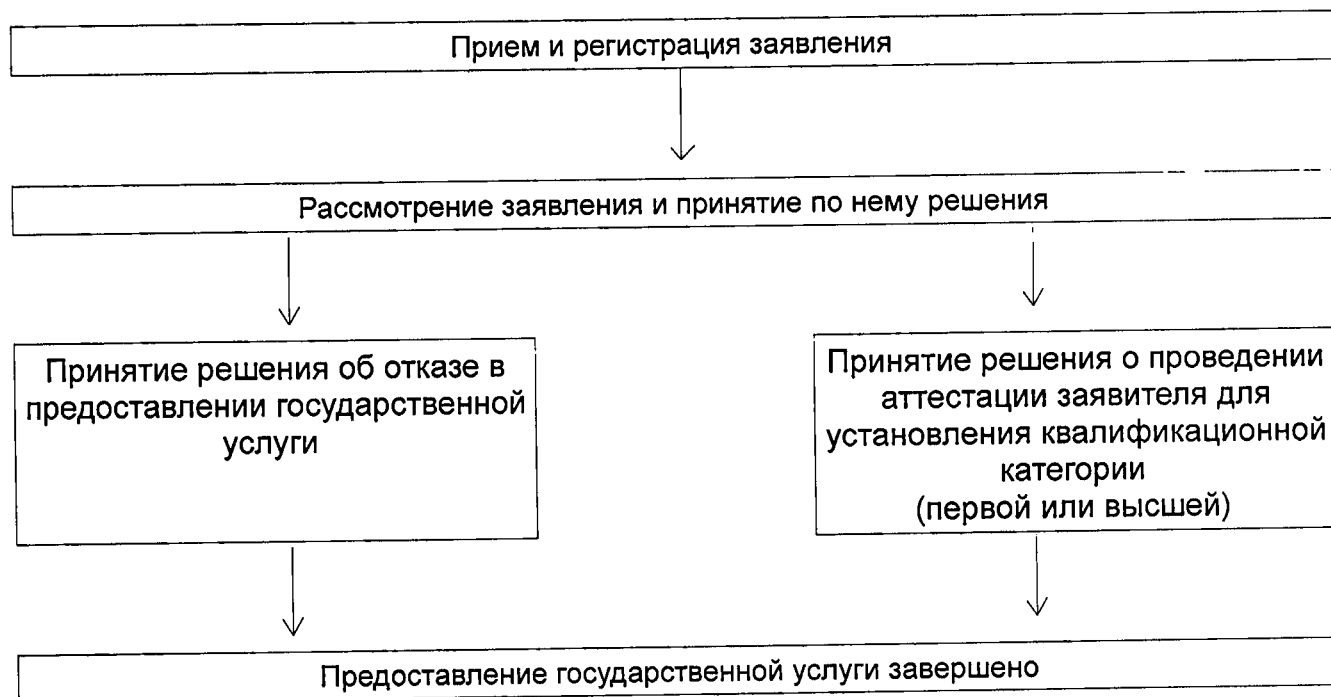 Прием и регистрация заявления
Рассмотрение заявления и принятие по нему решения
Принятие решения об отказе в
предоставлении государственной
услуги
Принятие решения о проведении
аттестации заявителя для
установления квалификационной
категории
(первой или высшей)
Предоставление государственной услуги завершено